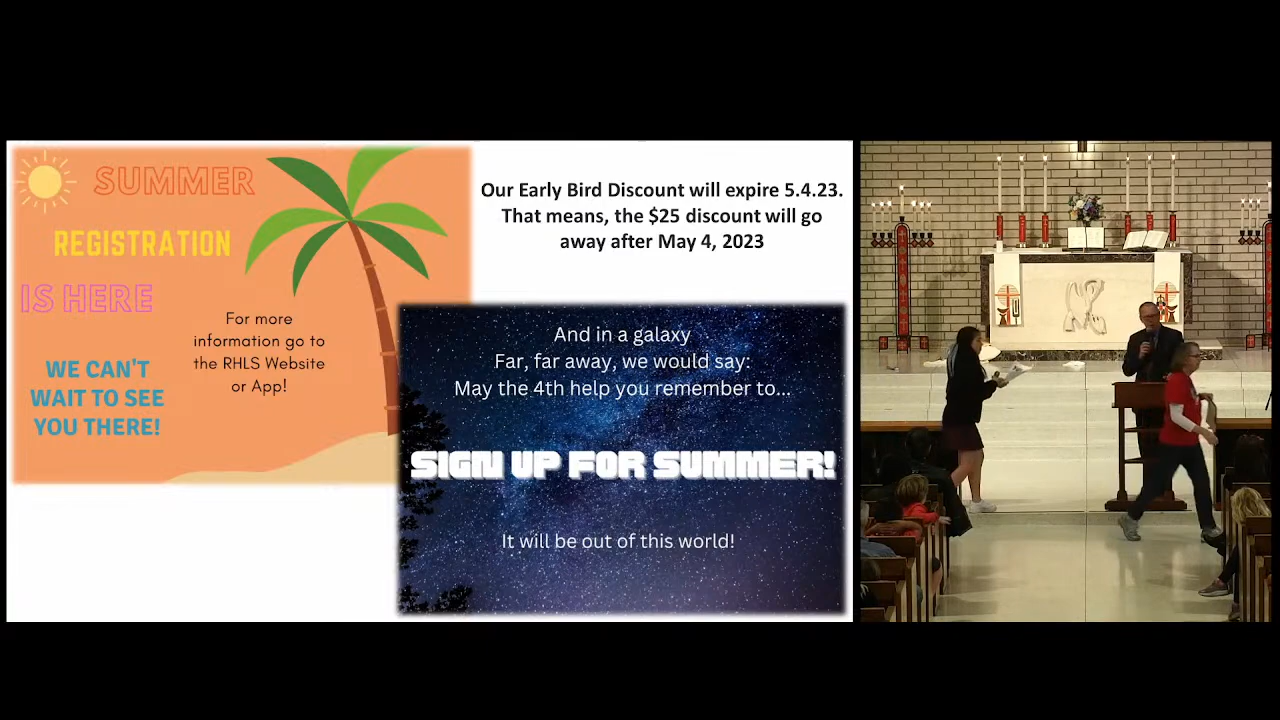 SUMMER
REGISTRATION
IS HERE
For more
information go to
the RHLS Website
or App!
WE CAN'T
WAIT TO SEE
YOU THERE!
Our Early Bird Discount will expire 5.4.23.
That means, the $25 discount will go
away after May 4, 2023
And in a galaxy
Far, far away, we would say:
May the 4th help you remember to...
SIGN UP FOR SUMMER!
It will be out of this world!